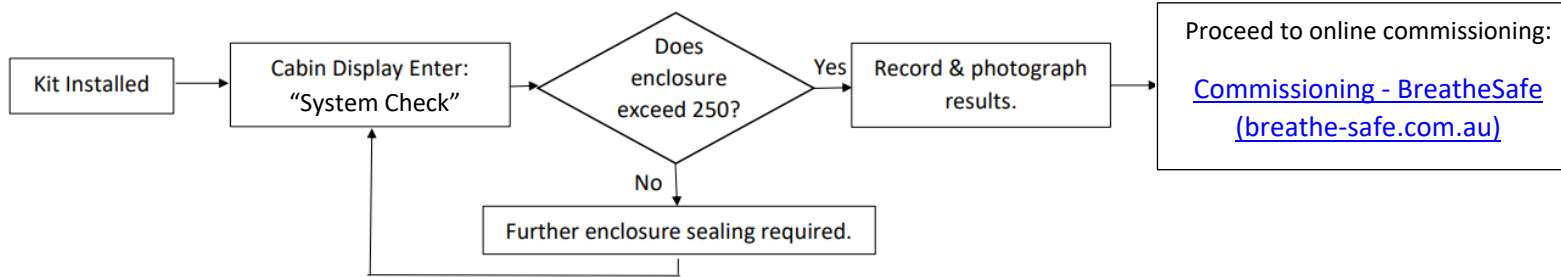 Kit Installed
Cabin Display Enter:
“System Check”
Does
enclosure
exceed 250?
Yes
Record & photograph
results.
Proceed to online commissioning:
Commissioning - BreatheSafe
(breathe-safe.com.au)
No
Further enclosure sealing required.